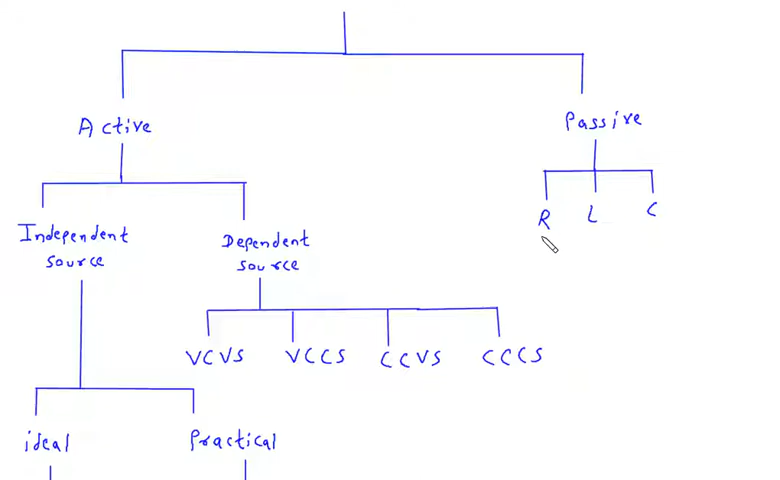 Active
Passive
R L C
Independent
source
Dependent
source
VCVS VCCS CCVS CCCS
ideal
Practical